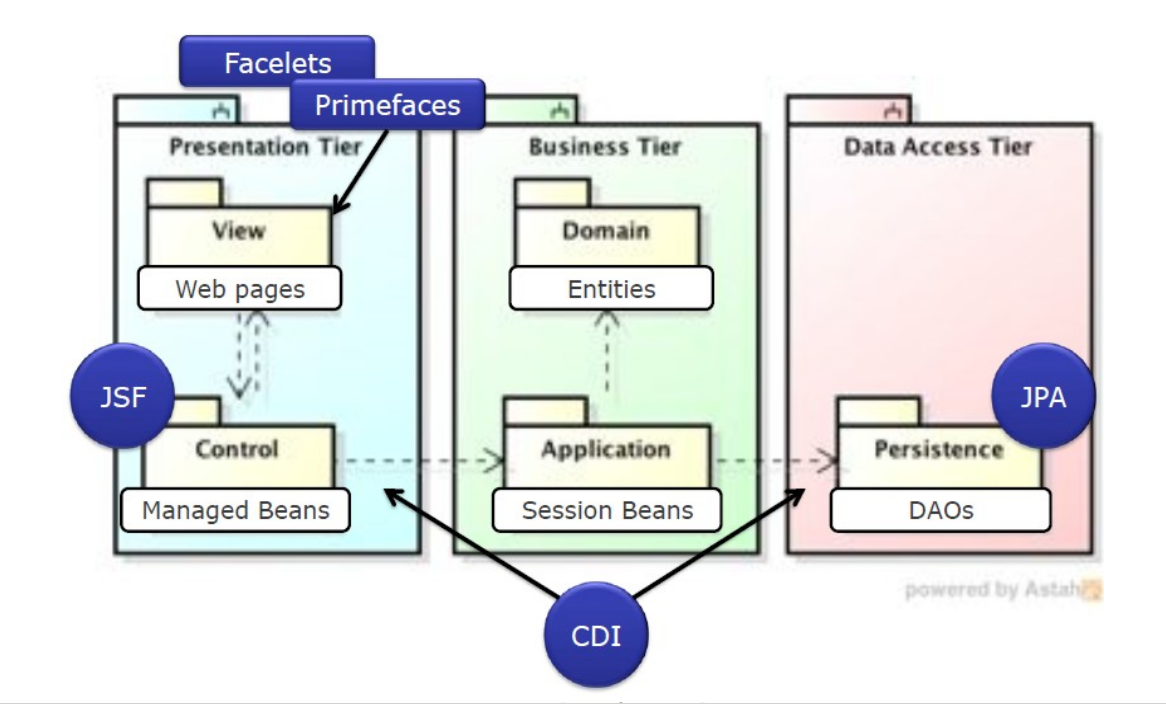 Facelets
Primefaces
Presentation Tier
Business Tier
Data Access Tier
View
Web pages
Domain
Entities
JSF
JPA
Control
Managed Beans
Application
Session Beans
Persistence
DAOs
powered by Astah
CDI